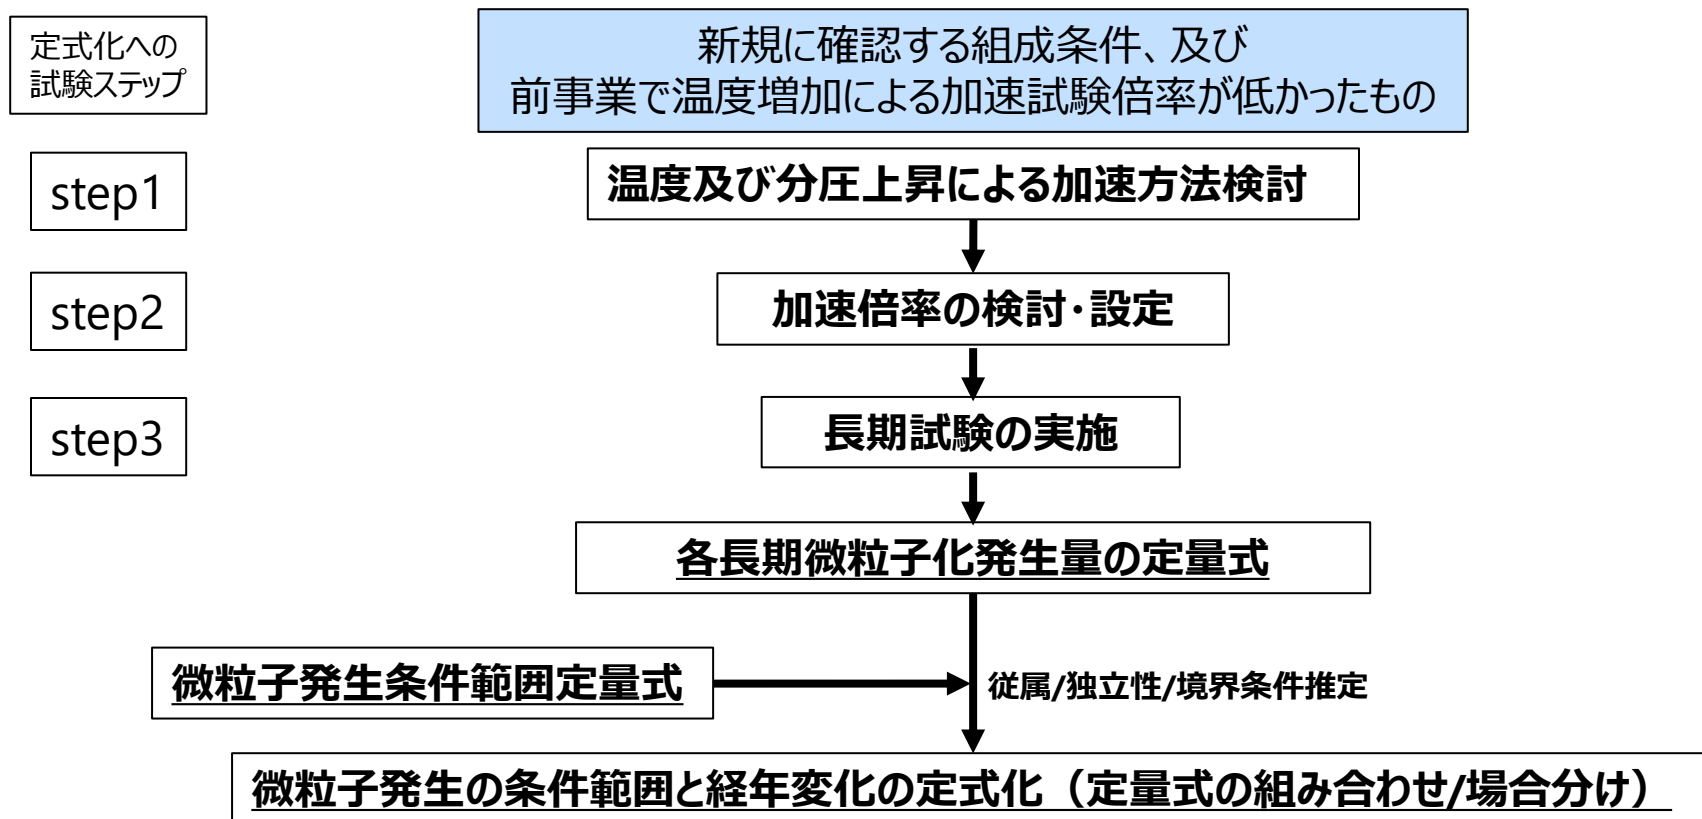 定式化への
試験ステップ
新規に確認する組成条件、及び
前事業で温度増加による加速試験倍率が低かったもの
step1
温度及び分圧上昇による加速方法検討
step2
加速倍率の検討・設定
step3
長期試験の実施
各長期微粒子化発生量の定量式
微粒子発生条件範囲定量式
従属/独立性/境界条件推定
微粒子発生の条件範囲と経年変化の定式化（定量式の組み合わせ/場合分け）